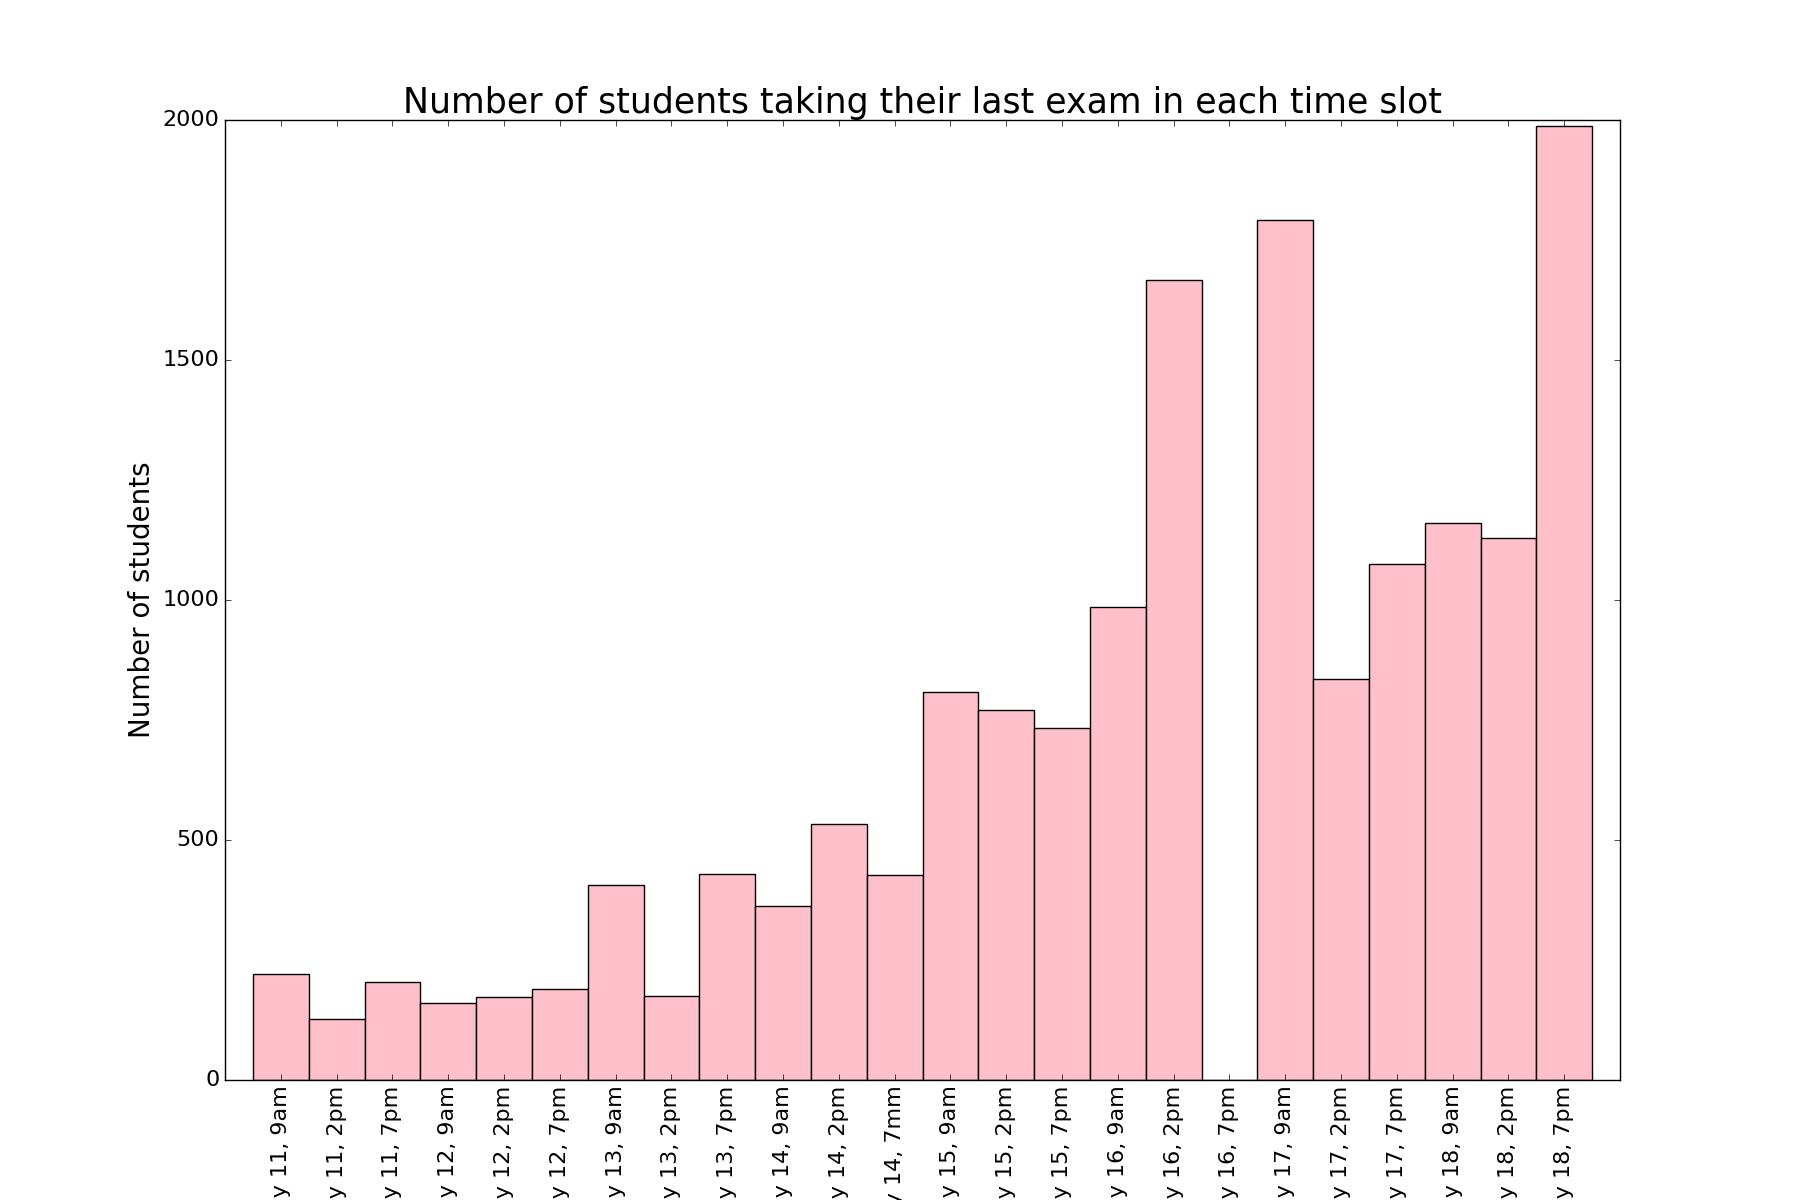 Number of students taking their last exam in each time slot
Number of students
2000
1500
1000
500
0
y 11, 9am
y 11, 2pm
y 11, 7pm
y 12, 9am
y 12, 2pm
y 12, 7pm
y 13, 9am
y 13, 2pm
y 13, 7pm
y 14, 9am
y 14, 2pm
y 14, 7mm
y 15, 9am
y 15, 2pm
y 15, 7pm
y 16, 9am
y 16, 2pm
y 16, 7pm
y 17, 9am
y 17, 2pm
y 17, 7pm
y 18, 9am
y 18, 2pm
y 18, 7pm